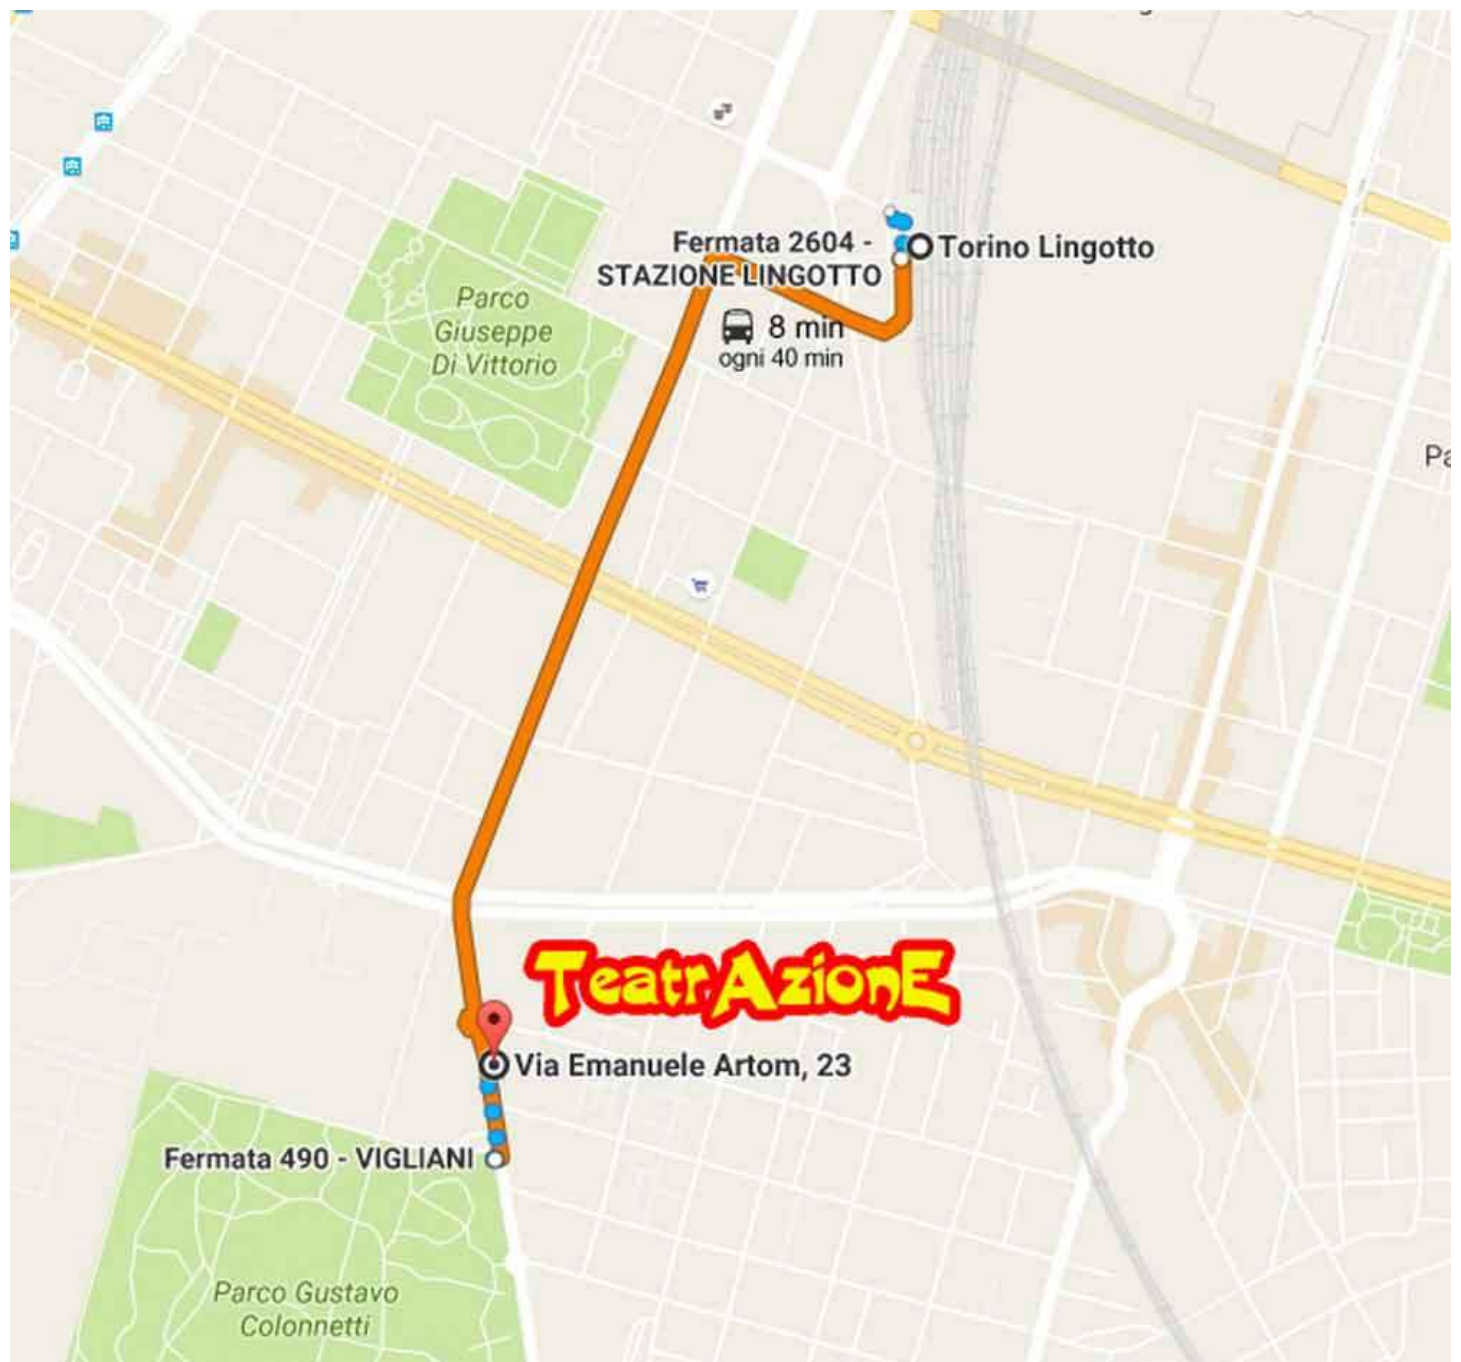 Fermata 2604 -
STAZIONE LINGOTTO
Torino Lingotto
8 min
ogni 40 min
Parco
Giuseppe
Di Vittorio
Pa
TeatrAzionE
Via Emanuele Artom, 23
Fermata 490 - VIGLIANI
Parco Gustavo
Colonnetti